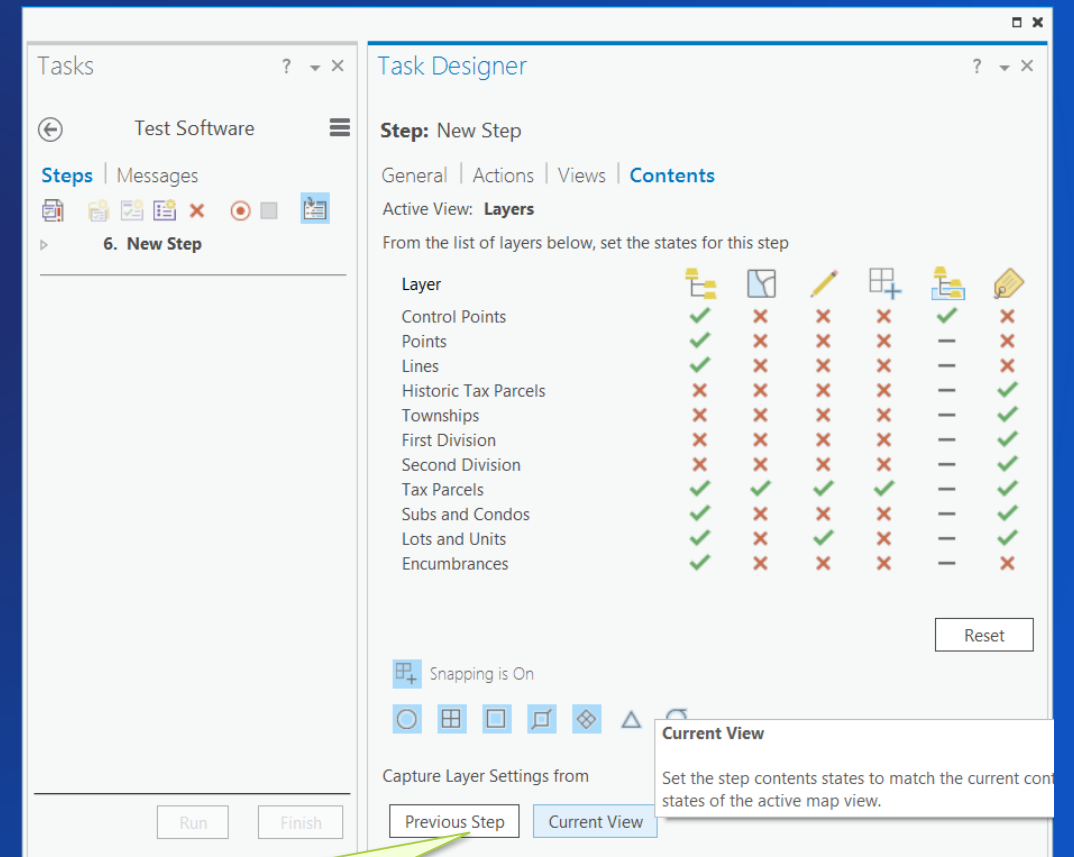 Tasks
?
Test Software
Steps | Messages
6. New Step
Run Finish
Task Designer
?
Step: New Step
General | Actions | Views | Contents
Active View: Layers
From the list of layers below, set the states for this step
Layer
Control Points
Points
Lines
Historic Tax Parcels
Townships
First Division
Second Division
Tax Parcels
Subs and Condos
Lots and Units
Encumbrances
Reset
Snapping is On
Current View
Set the step contents states to match the current cont
states of the active map view.
Capture Layer Settings from
Previous Step Current View